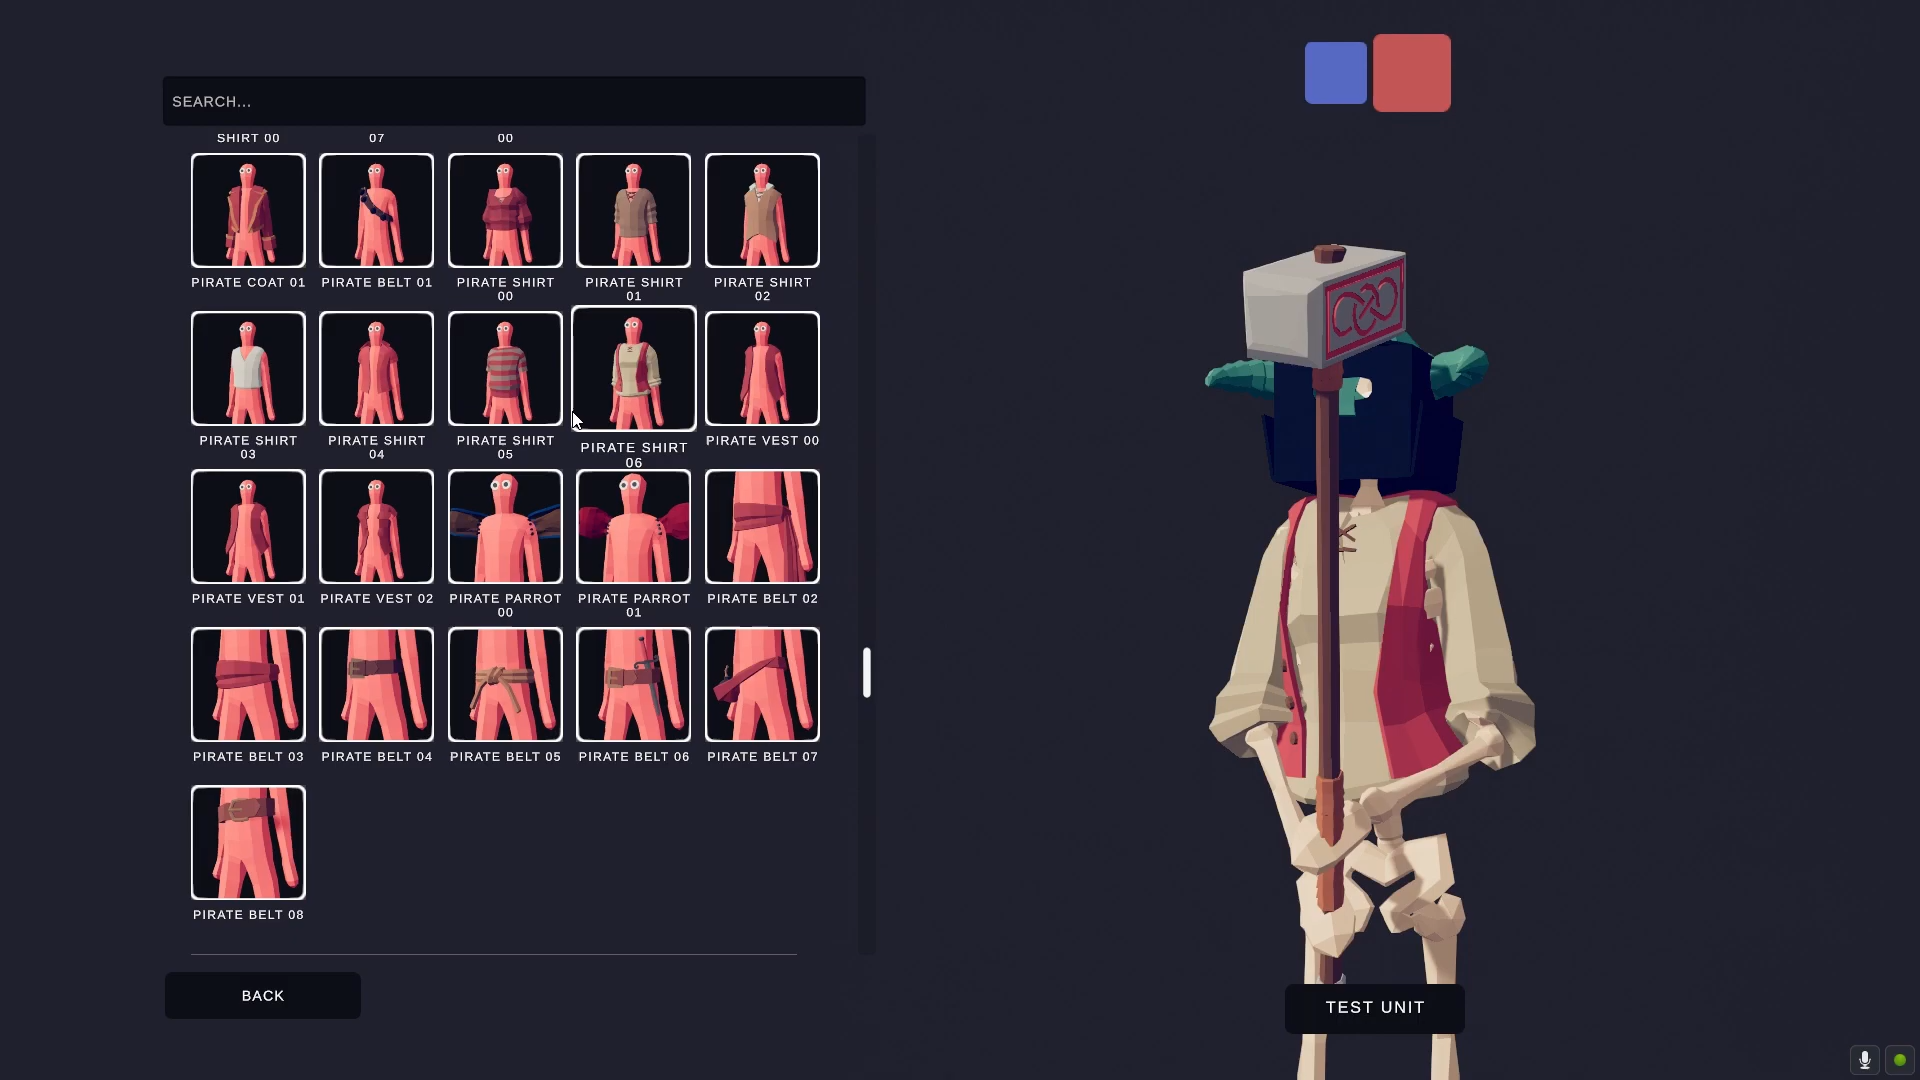 SEARCH...
SHIRT 00
07
00
PIRATE COAT 01
PIRATE BELT 01
PIRATE SHIRT
00
PIRATE SHIRT
01
PIRATE SHIRT
02
PIRATE SHIRT
03
PIRATE SHIRT
04
PIRATE SHIRT
05
PIRATE SHIRT
06
PIRATE VEST 00
PIRATE VEST 01
PIRATE VEST 02
PIRATE PARROT
00
PIRATE PARROT
01
PIRATE BELT 02
PIRATE BELT 03
PIRATE BELT 04
PIRATE BELT 05
PIRATE BELT 06
PIRATE BELT 07
PIRATE BELT 08
BACK
TEST UNIT